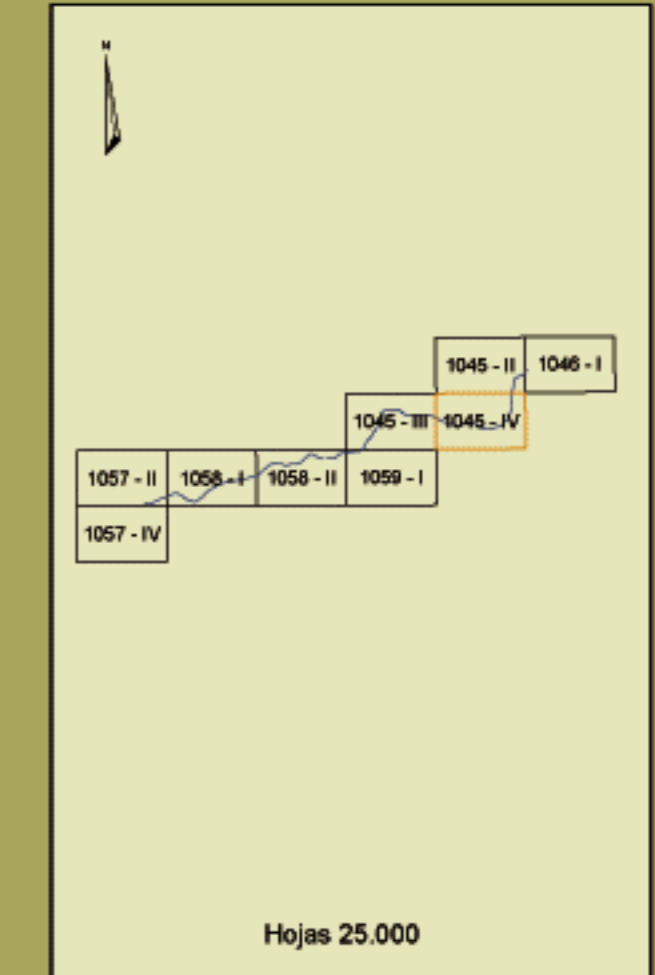 N
1045 - II 1046 - I
1045 - III 1045 - IV
1057 - II 1058 - I 1058 - II 1059 - I
1057 - IV
Hojas 25.000